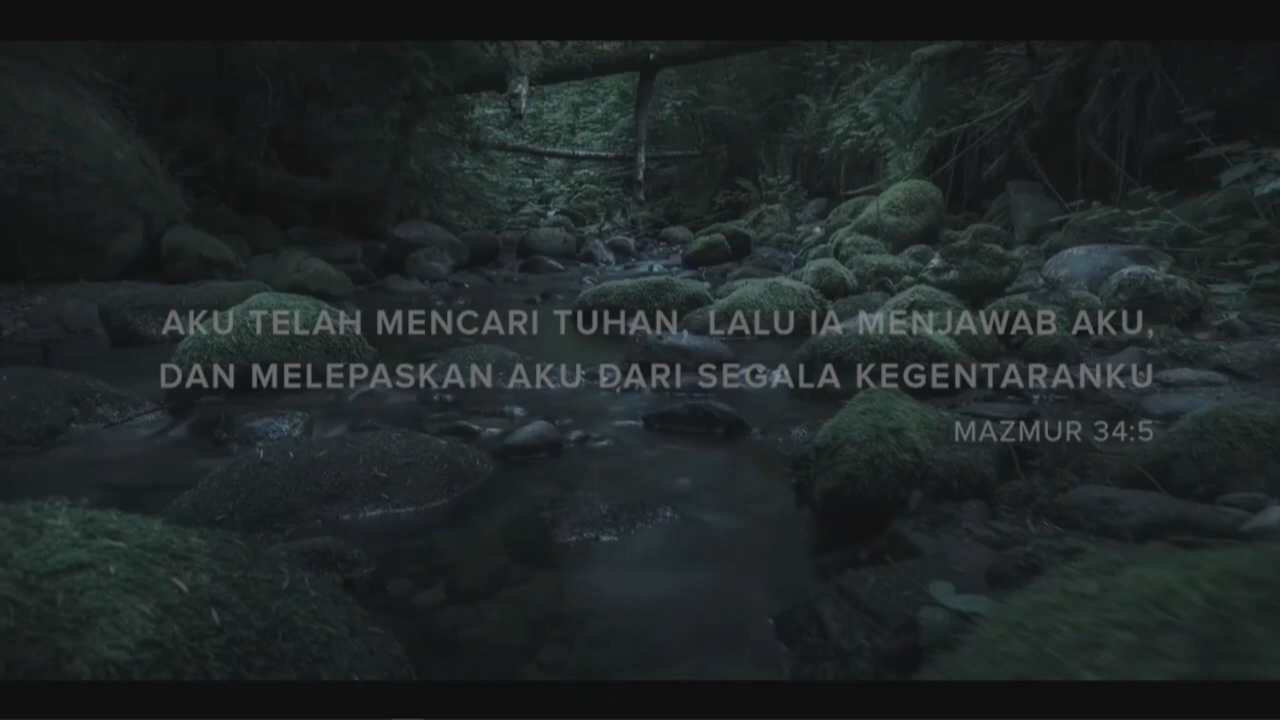 AKU TELAH MENCARI TUHAN, LALU IA MENJAWAB AKU,
DAN MELEPASKAN AKU DARI SEGALA KEGENTARANKU
MAZMUR 34:5